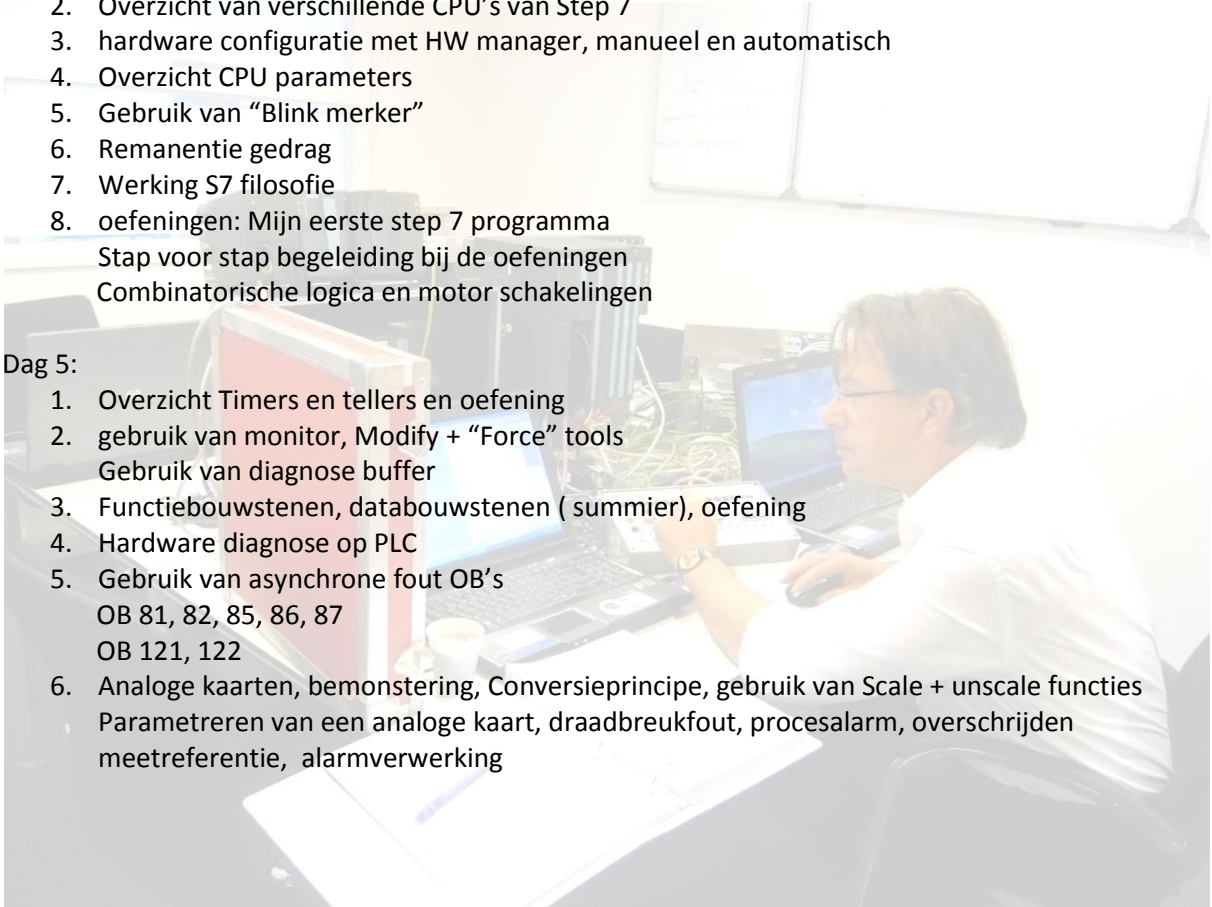 2. Overzicht van verschillende CPU's van Step 7
3. hardware configuratie met HW manager, manueel en automatisch
4. Overzicht CPU parameters
5. Gebruik van “Blink merker”
6. Remanentie gedrag
7. Werking S7 filosofie
8. oefeningen: Mijn eerste step 7 programma
Stap voor stap begeleiding bij de oefeningen
Combinatorische logica en motor schakelingen
Dag 5:
1. Overzicht Timers en tellers en oefening
2. gebruik van monitor, Modify + “Force” tools
Gebruik van diagnose buffer
3. Functiebouwstenen, databouwstenen ( summier), oefening
4. Hardware diagnose op PLC
5. Gebruik van asynchrone fout OB's
OB 81, 82, 85, 86, 87
OB 121, 122
6. Analoge kaarten, bemonstering, Conversieprincipe, gebruik van Scale + unscale functies
Parametreren van een analoge kaart, draadbreukfout, procesalarm, overschrijden
meetreferentie, alarmverwerking